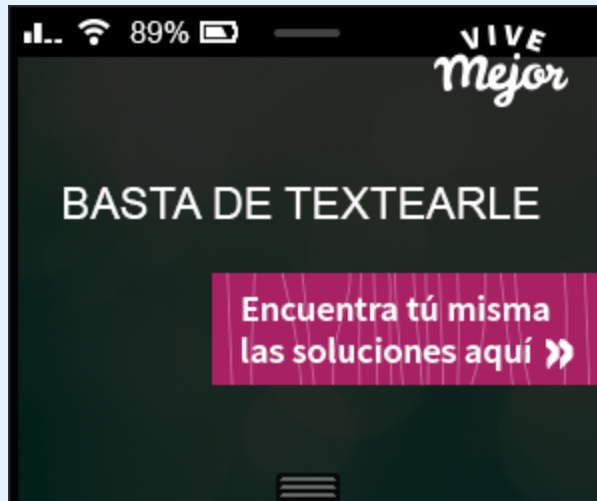 89%
VIVE
Mejor
BASTA DE TEXTEARLE
Encuentra tú misma
las soluciones aquí »